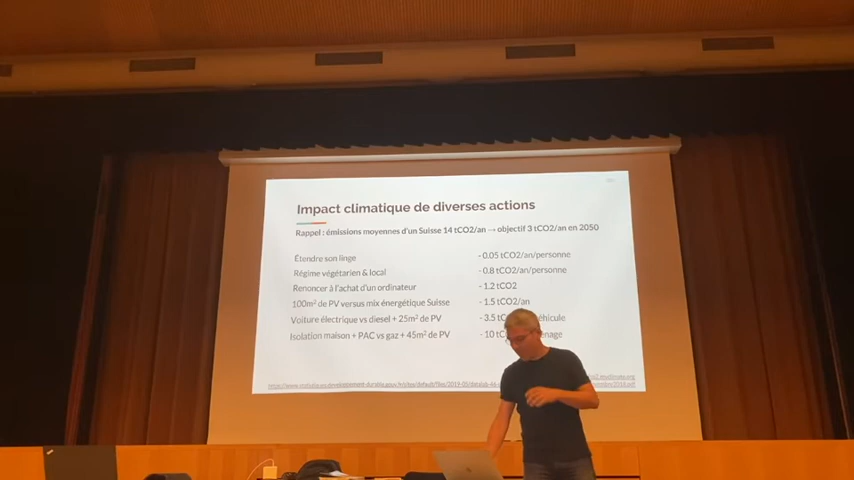 Impact climatique de diverses actions
Rappel : émissions moyennes d'un Suisse 14 tCO2/an → objectif 3 tCO2/an en 2050
Étendre son linge - 0.05 tCO2/an/personne
Régime végétarien & local - 0.8 tCO2/an/personne
Renoncer à l'achat d'un ordinateur - 1.2 tCO2
100m² de PV versus mix énergétique Suisse - 1.5 tCO2/an
Voiture électrique vs diesel + 25m² de PV - 3.5 tC
Isolation maison + PAC vs gaz + 45m² de PV - 10 tC